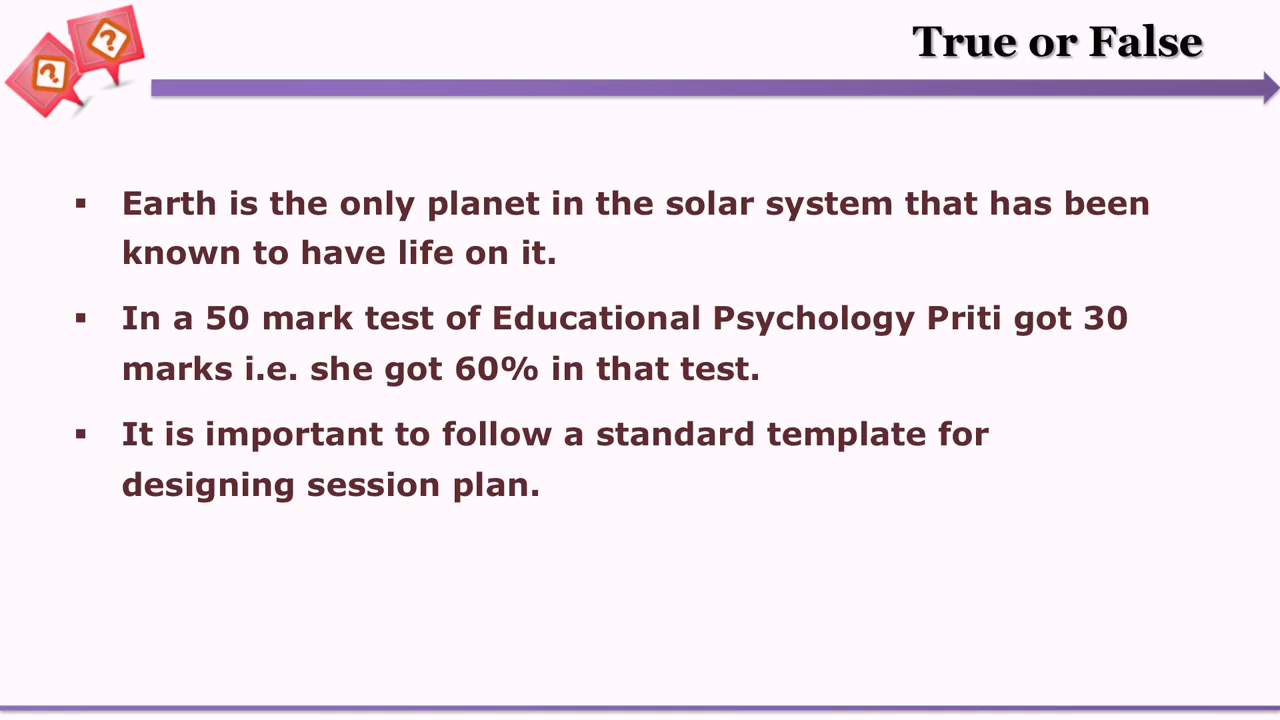 True or False
▪ Earth is the only planet in the solar system that has been
known to have life on it.
▪ In a 50 mark test of Educational Psychology Priti got 30
marks i.e. she got 60% in that test.
▪ It is important to follow a standard template for
designing session plan.